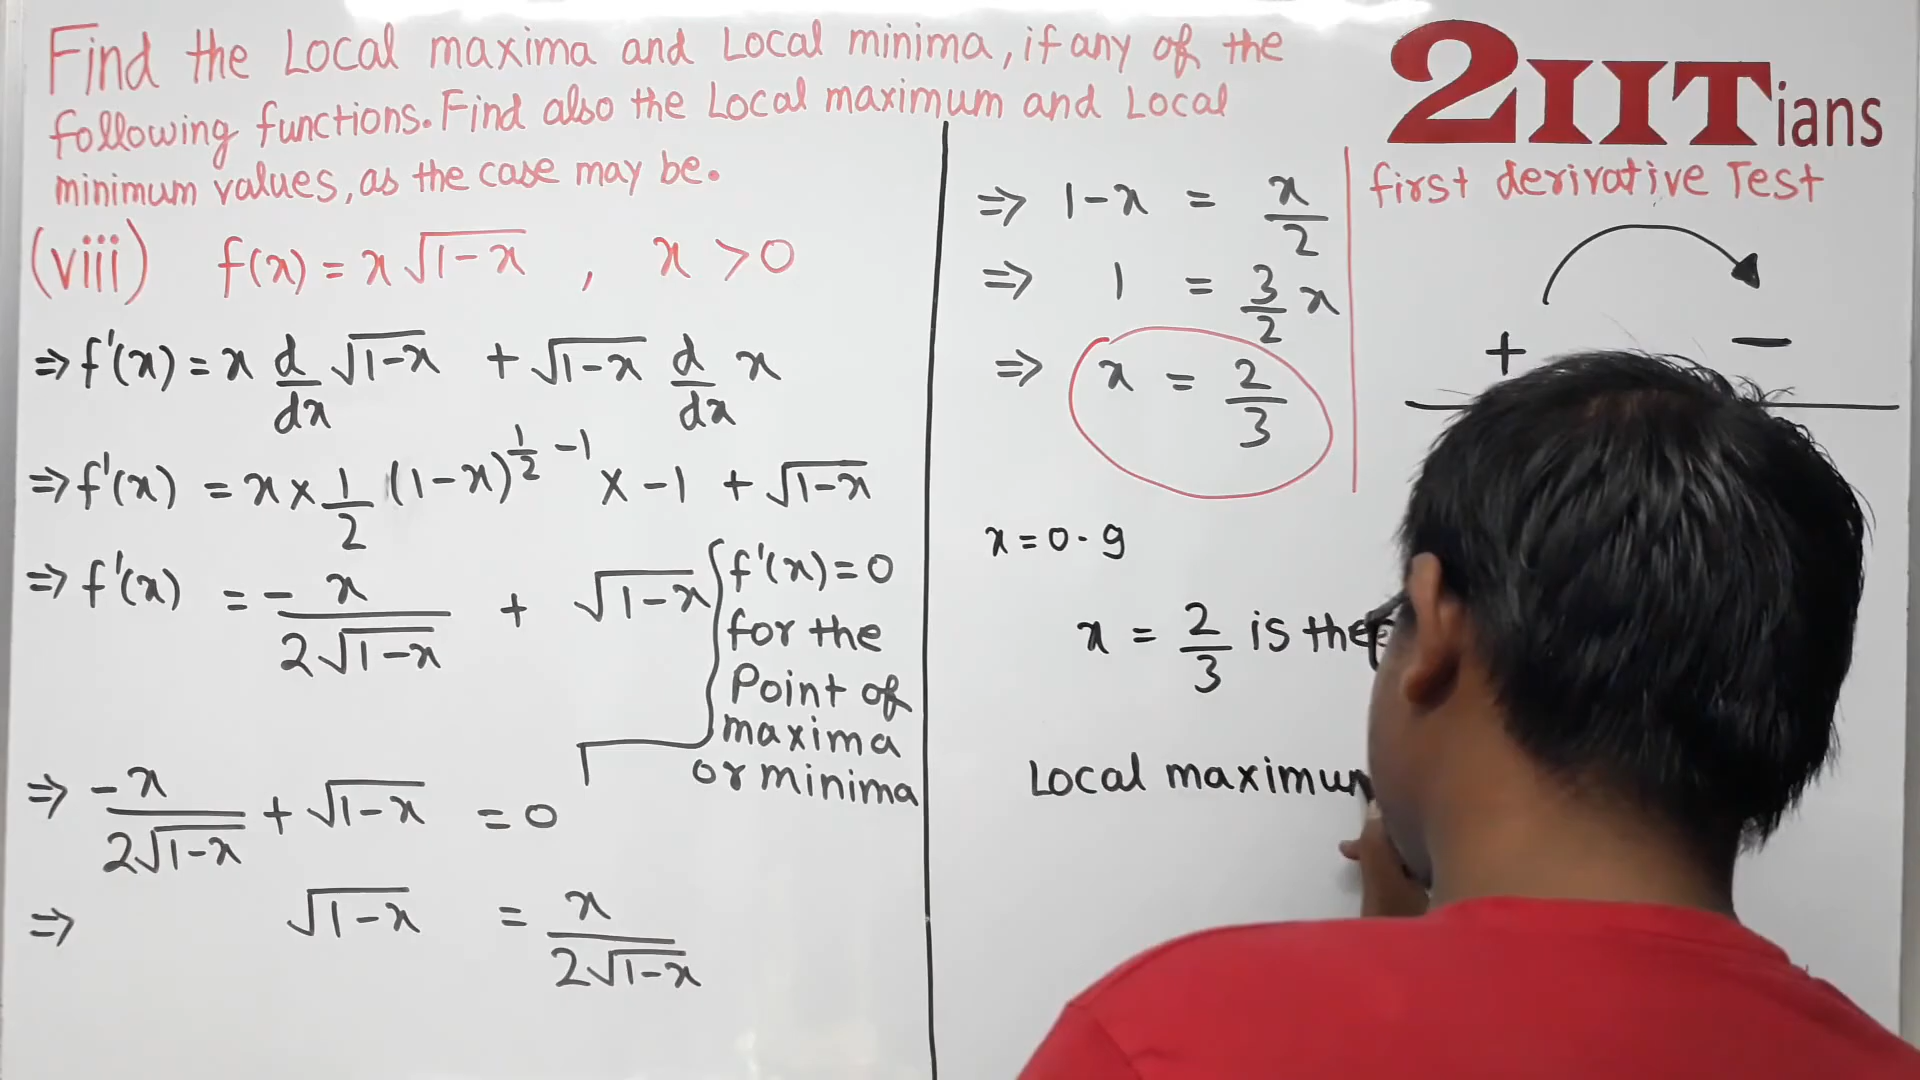 Find the Local maxima and Local minima, if any of the
following functions. Find also the Local maximum and Local
minimum values, as the case may be.
(viii) f(x) = x √(1-x) , x > 0
⇒ f'(x) = x d/dx √(1-x) + √(1-x) d/dx x
⇒ f'(x) = x × 1/2 (1-x)^(1/2 - 1) × -1 + √(1-x)
⇒ f'(x) = - x/(2√(1-x)) + √(1-x)
f'(x) = 0
for the
Point of
maxima
or minima
⇒ -x/(2√(1-x)) + √(1-x) = 0
⇒ √(1-x) = x/(2√(1-x))
⇒ 1-x = x/2
⇒ 1 = 3/2 x
⇒ x = 2/3
x = 0.9
x = 2/3 is the
Local maximum
2IITians
first derivative Test
+ −